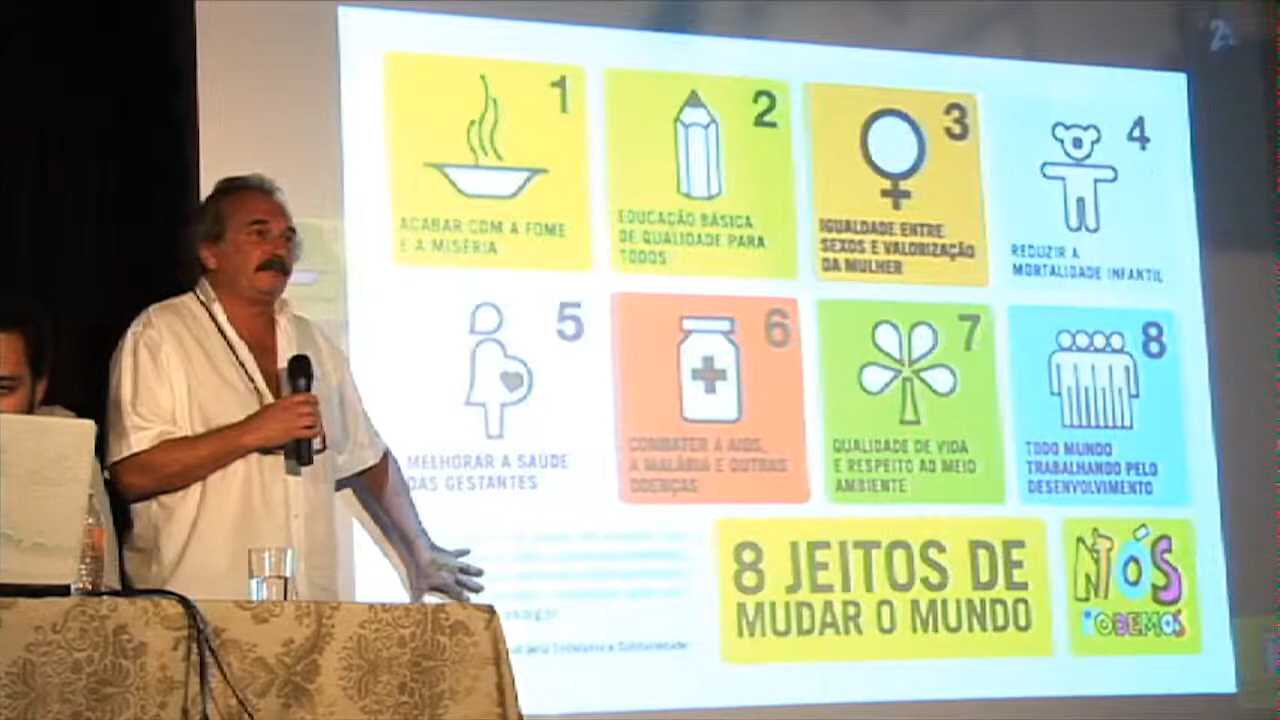 1
ACABAR COM A FOME
E A MISÉRIA
2
EDUCAÇÃO BÁSICA
DE QUALIDADE PARA
TODOS
3
IGUALDADE ENTRE
SEXOS E VALORIZAÇÃO
DA MULHER
4
REDUZIR A
MORTALIDADE INFANTIL
5
MELHORAR A SAÚDE
DAS GESTANTES
6
COMBATER A AIDS,
A MALÁRIA E OUTRAS
DOENÇAS
7
QUALIDADE DE VIDA
E RESPEITO AO MEIO
AMBIENTE
8
TODO MUNDO
TRABALHANDO PELO
DESENVOLVIMENTO
8 JEITOS DE
MUDAR O MUNDO
NÓS
PODEMOS